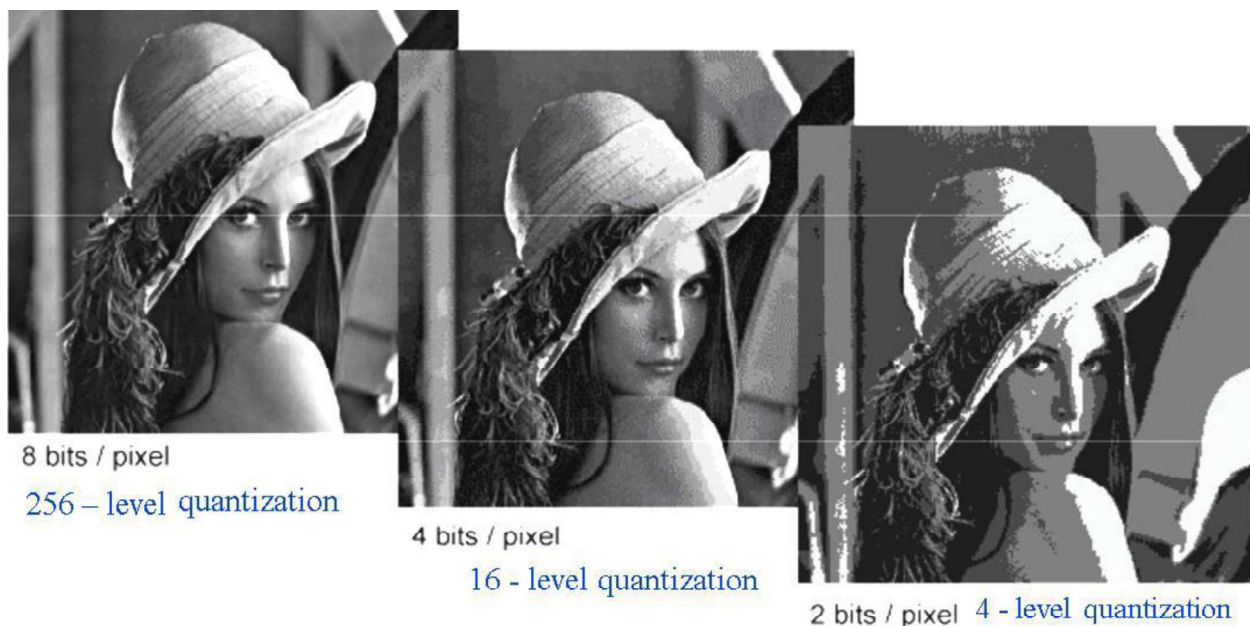 8 bits / pixel
256 – level quantization
4 bits / pixel
16 - level quantization
2 bits / pixel 4 - level quantization